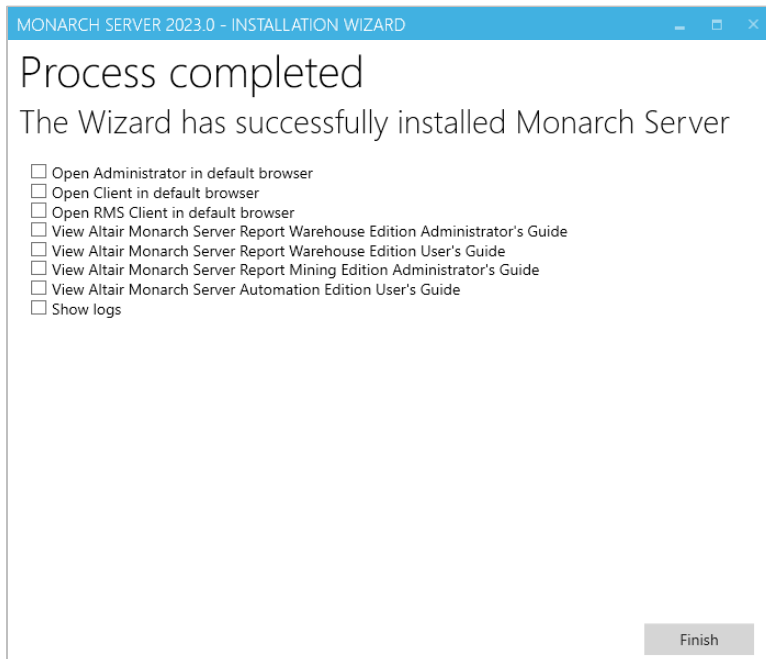 MONARCH SERVER 2023.0 - INSTALLATION WIZARD
Process completed
The Wizard has successfully installed Monarch Server
Open Administrator in default browser
Open Client in default browser
Open RMS Client in default browser
View Altair Monarch Server Report Warehouse Edition Administrator's Guide
View Altair Monarch Server Report Warehouse Edition User's Guide
View Altair Monarch Server Report Mining Edition Administrator's Guide
View Altair Monarch Server Automation Edition User's Guide
Show logs
Finish